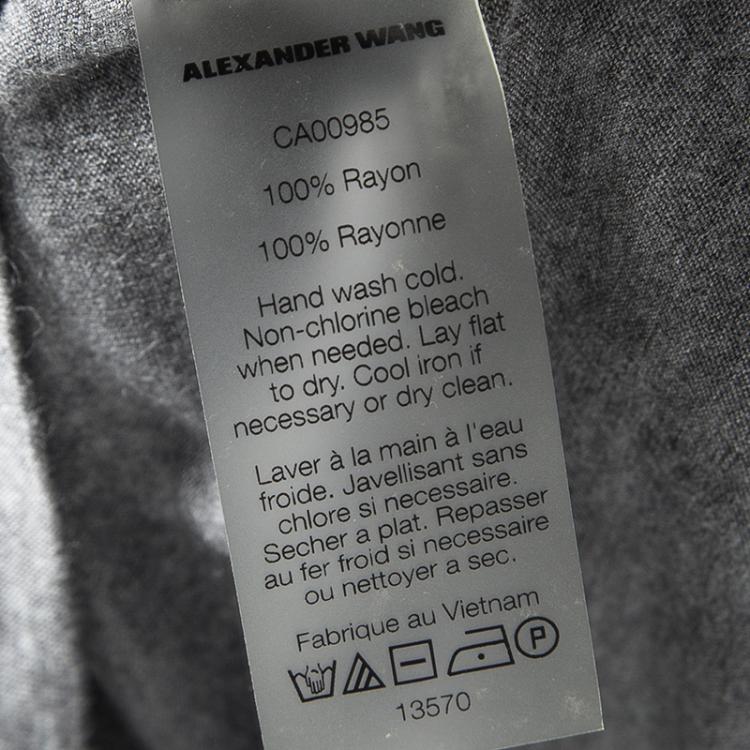 ALEXANDER WANG
CA00985
100% Rayon
100% Rayonne
Hand wash cold.
Non-chlorine bleach
when needed. Lay flat
to dry. Cool iron if
necessary or dry clean.
Laver à la main à l'eau
froide. Javellisant sans
chlore si necessaire.
Secher a plat. Repasser
au fer froid si necessaire
ou nettoyer a sec.
Fabrique au Vietnam
P
13570